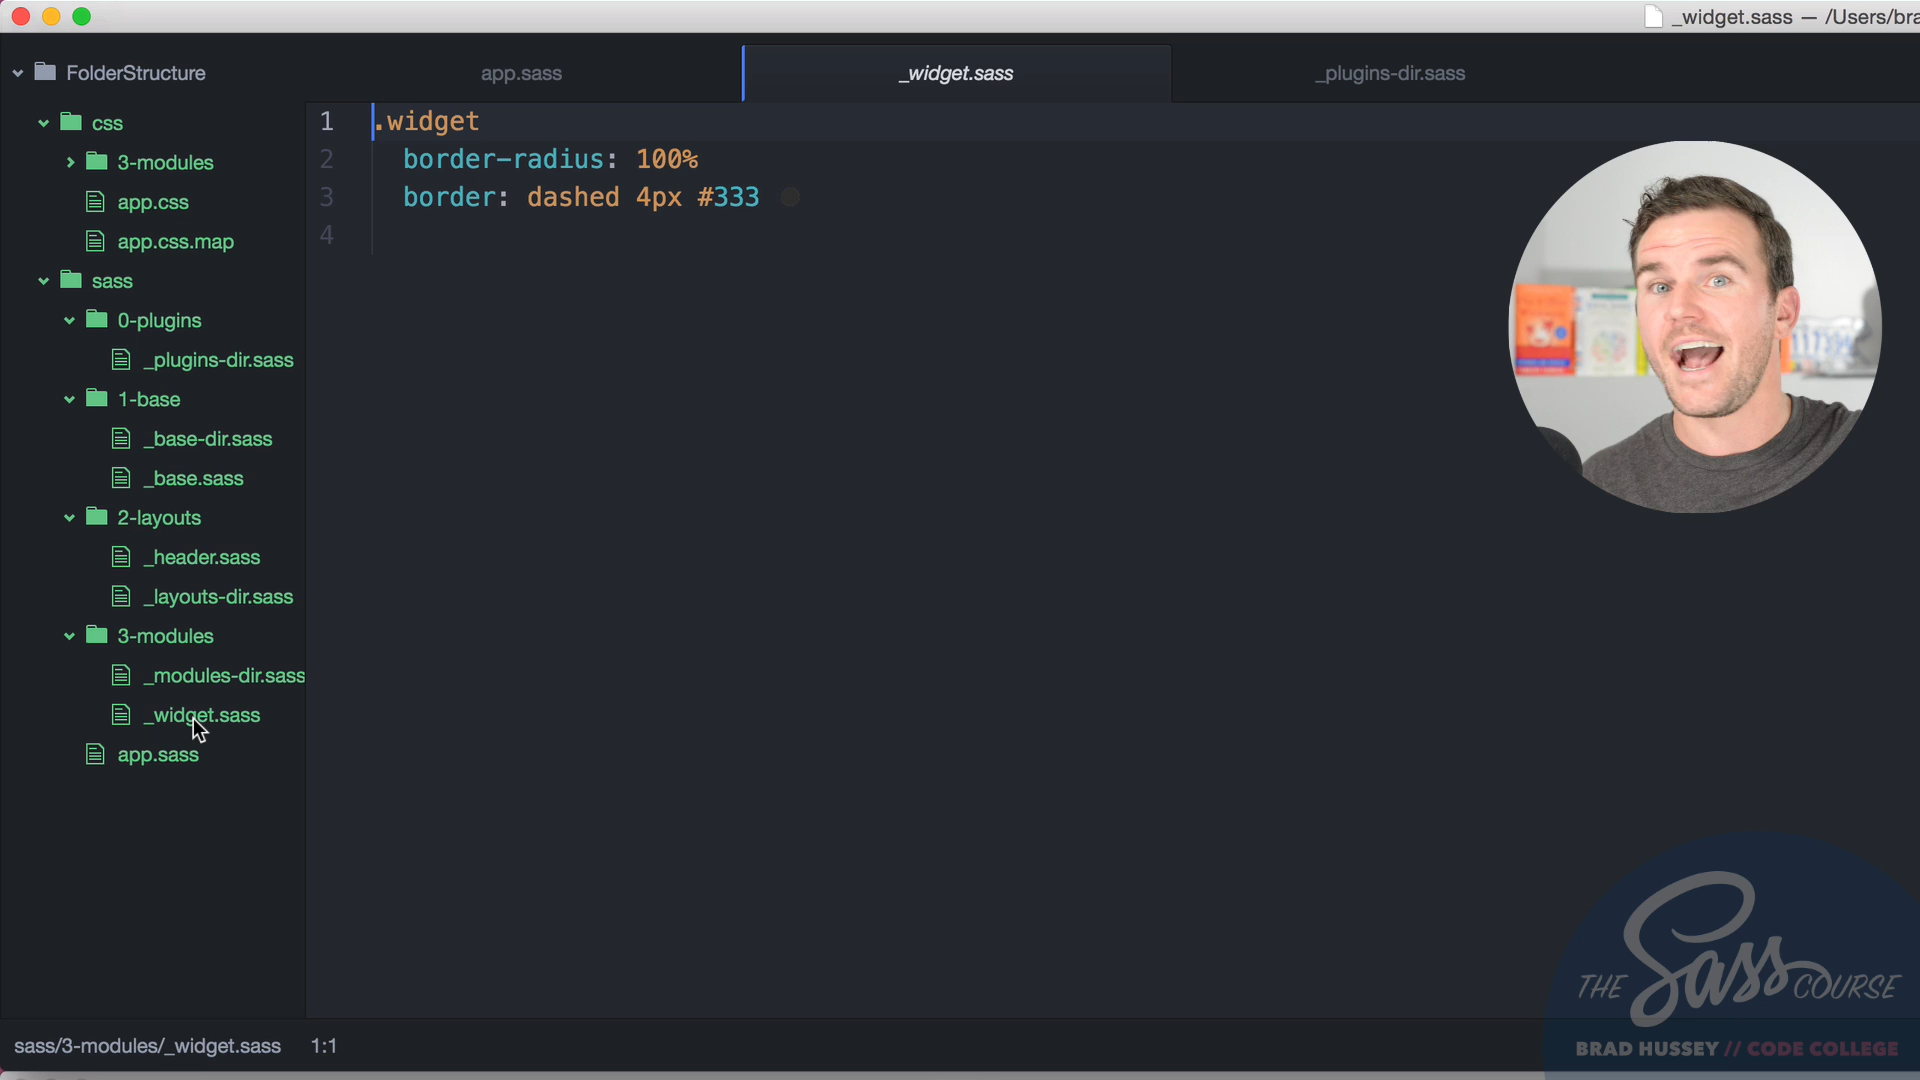 _widget.sass — /Users/bra
FolderStructure
css
3-modules
app.css
app.css.map
sass
0-plugins
_plugins-dir.sass
1-base
_base-dir.sass
_base.sass
2-layouts
_header.sass
_layouts-dir.sass
3-modules
_modules-dir.sass
_widget.sass
app.sass
app.sass
_widget.sass
_plugins-dir.sass
1 .widget
2 border-radius: 100%
3 border: dashed 4px #333
4
THE Sass COURSE
BRAD HUSSEY // CODE COLLEGE
sass/3-modules/_widget.sass 1:1